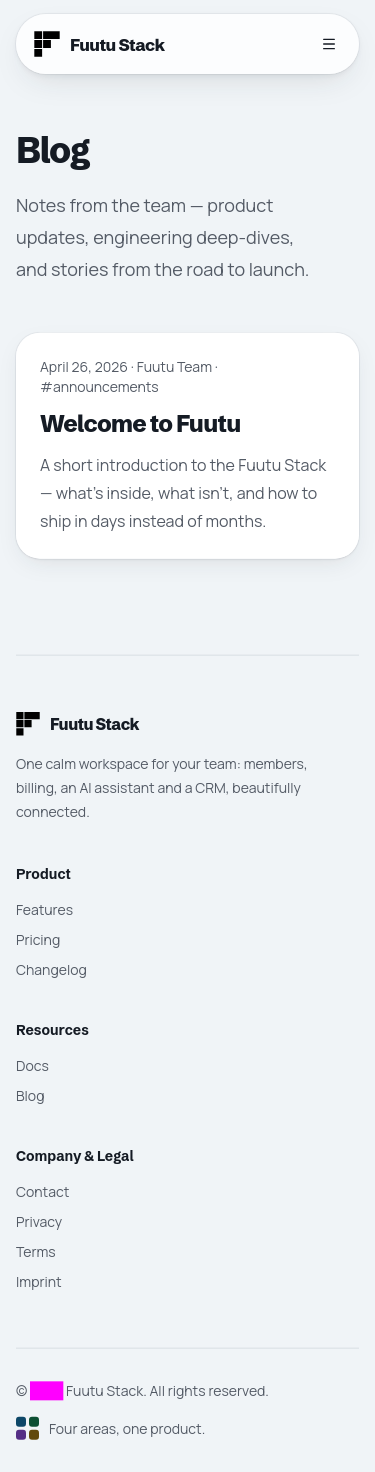 Fuutu Stack
Blog
Notes from the team — product
updates, engineering deep-dives,
and stories from the road to launch.
April 26, 2026 · Fuutu Team ·
#announcements
Welcome to Fuutu
A short introduction to the Fuutu Stack
— what's inside, what isn't, and how to
ship in days instead of months.
Fuutu Stack
One calm workspace for your team: members,
billing, an AI assistant and a CRM, beautifully
connected.
Product
Features
Pricing
Changelog
Resources
Docs
Blog
Company & Legal
Contact
Privacy
Terms
Imprint
© Fuutu Stack. All rights reserved.
Four areas, one product.